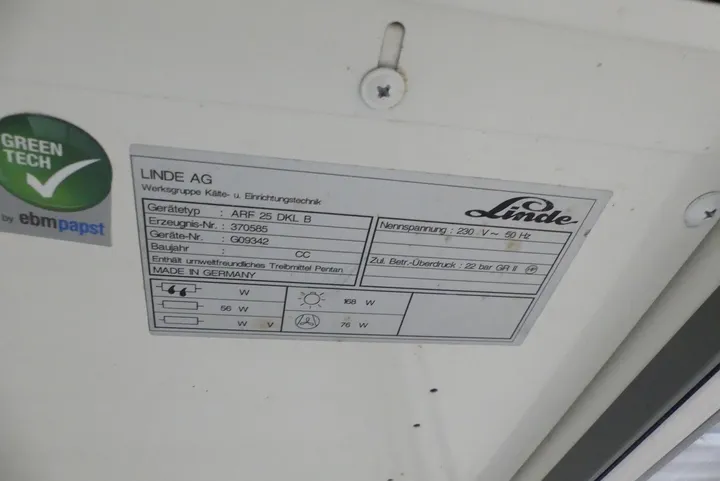 GREEN
TECH
by ebmpapst
LINDE AG
Werksgruppe Kälte- u. Einrichtungstechnik
Linde
Gerätetyp : ARF 25 DKL B
Erzeugnis-Nr. : 370585
Geräte-Nr. : G09342
Baujahr : CC
Enthält umweltfreundliches Treibmittel Pentan
MADE IN GERMANY
Nennspannung : 230 V ~ 50 Hz
Zul. Betr.-Überdruck : 22 bar GR II
W
56 W
W V
168 W
76 W